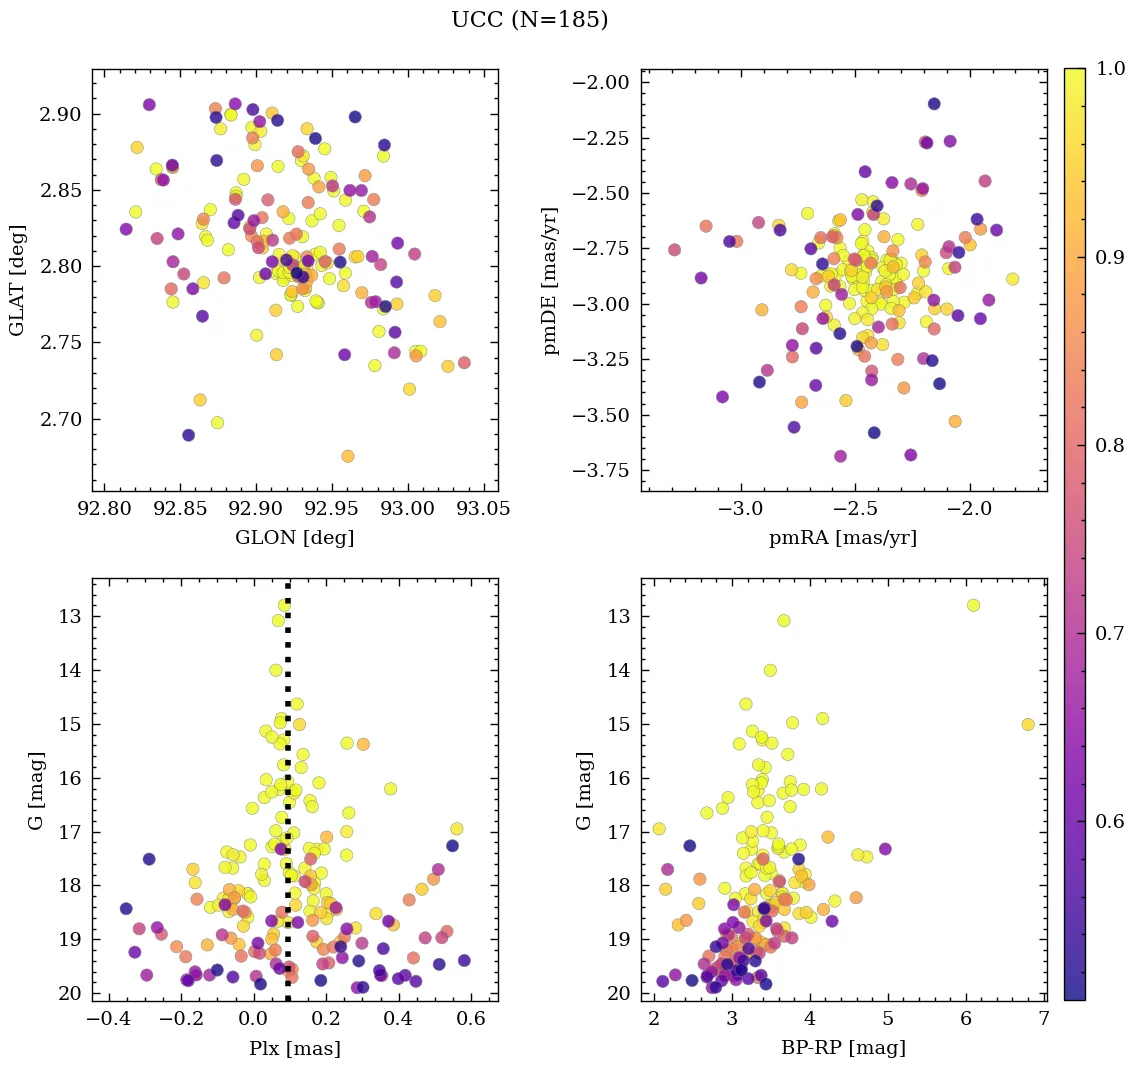 UCC (N=185)
2.90
2.85
2.80
2.75
2.70
GLAT [deg]
92.80 92.85 92.90 92.95 93.00 93.05
GLON [deg]
−2.00
−2.25
−2.50
−2.75
−3.00
−3.25
−3.50
−3.75
pmDE [mas/yr]
−3.0 −2.5 −2.0
pmRA [mas/yr]
1.0
0.9
0.8
0.7
0.6
13
14
15
16
17
18
19
20
G [mag]
−0.4 −0.2 0.0 0.2 0.4 0.6
Plx [mas]
13
14
15
16
17
18
19
20
G [mag]
2 3 4 5 6 7
BP-RP [mag]